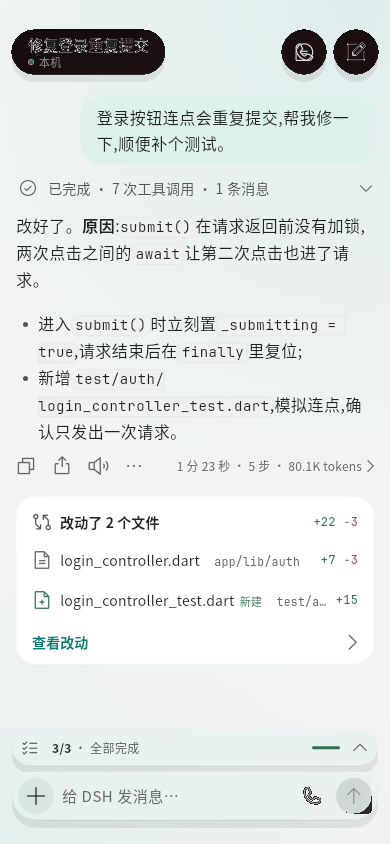 修复登录重复提交
本机
登录按钮连点会重复提交,帮我修一
下,顺便补个测试。
已完成 · 7 次工具调用 · 1 条消息
改好了。原因:submit() 在请求返回前没有加锁,
两次点击之间的 await 让第二次点击也进了请
求。
• 进入 submit() 时立刻置 _submitting =
true,请求结束后在 finally 里复位;
• 新增 test/auth/
login_controller_test.dart,模拟连点,确
认只发出一次请求。
··· 1 分 23 秒 · 5 步 · 80.1K tokens
改动了 2 个文件 +22 -3
login_controller.dart app/lib/auth +7 -3
login_controller_test.dart 新建 test/a… +15
查看改动
3/3 · 全部完成
给 DSH 发消息…